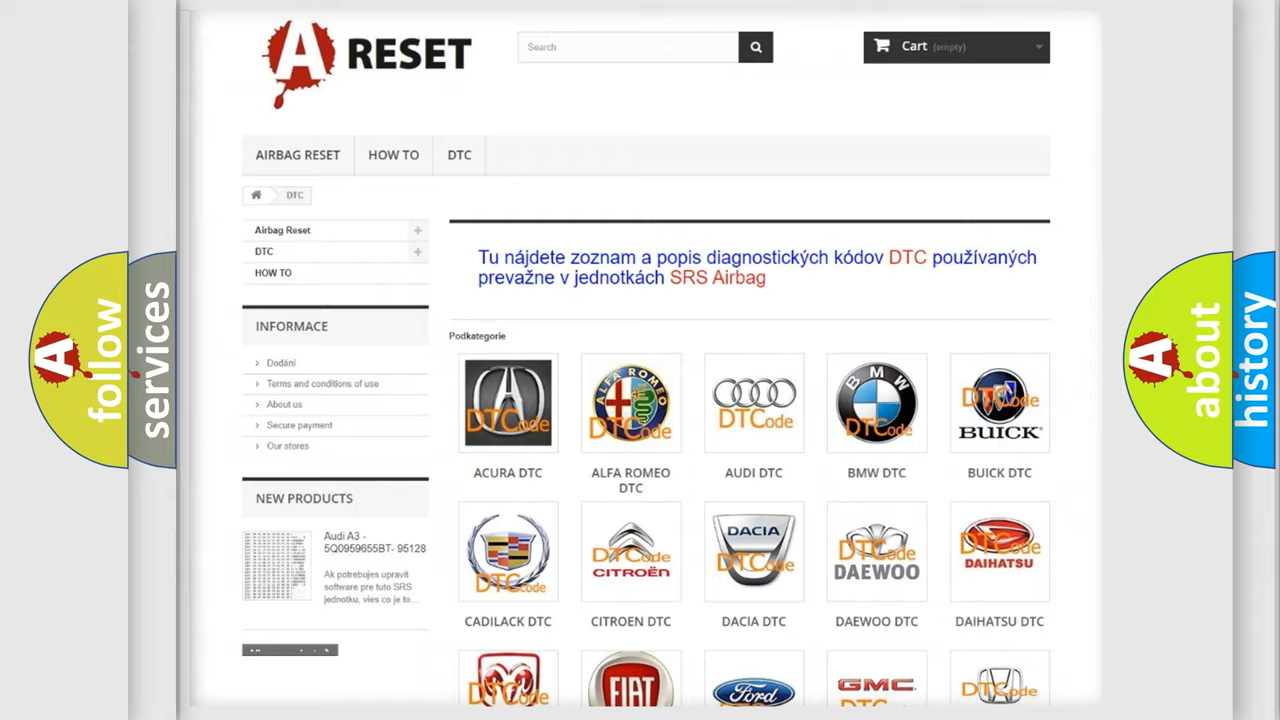 A RESET
Search
Cart (empty)
AIRBAG RESET
HOW TO
DTC
DTC
Airbag Reset
DTC
HOW TO
INFORMACE
Dodání
Terms and conditions of use
About us
Secure payment
Our stores
NEW PRODUCTS
Audi A3 -
5Q0959655BT- 95128
Ak potrebujes upravit
software pre tuto SRS
jednotku, vies co je to...
Tu nájdete zoznam a popis diagnostických kódov DTC používaných
prevažne v jednotkách SRS Airbag
Podkategorie
DTCode
ALFA ROMEO
DTCode
DTCode
BMW
DTCode
DTCode
BUICK
ACURA DTC
ALFA ROMEO
DTC
AUDI DTC
BMW DTC
BUICK DTC
DTCode
DTCode
CITROËN
DACIA
DTCode
DTCode
DAEWOO
DTCode
DAIHATSU
CADILACK DTC
CITROEN DTC
DACIA DTC
DAEWOO DTC
DAIHATSU DTC
DTCode
FIAT
Ford
GMC
DTCode
A follow
services
A about
history